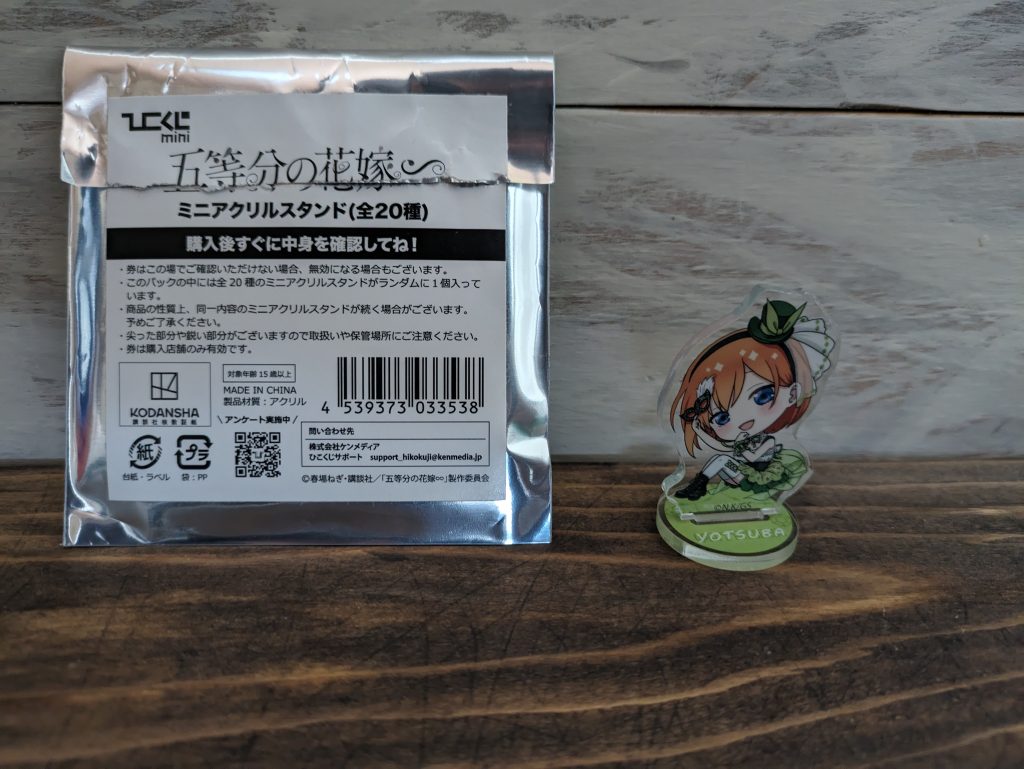 ひこくじ
mini
五等分の花嫁∽
ミニアクリルスタンド(全20種)
購入後すぐに中身を確認してね！
・券はこの場でご確認いただけない場合、無効になる場合もございます。
・このパックの中には全20種のミニアクリルスタンドがランダムに1個入って
います。
・商品の性質上、同一内容のミニアクリルスタンドが続く場合がございます。
予めご了承ください。
・尖った部分や鋭い部分がございますので取扱いや保管場所にご注意ください。
・券は購入店舗のみ有効です。
KODANSHA
対象年齢15歳以上
MADE IN CHINA
製品材質：アクリル
4 539373 033538
\ アンケート実施中 /
紙
プラ
台紙・ラベル
袋：PP
問い合わせ先
株式会社ケンメディア
ひこくじサポート support_hikokuji@kenmedia.jp
©春場ねぎ・講談社／「五等分の花嫁∽」製作委員会
©N.N/G5
YOTSUBA